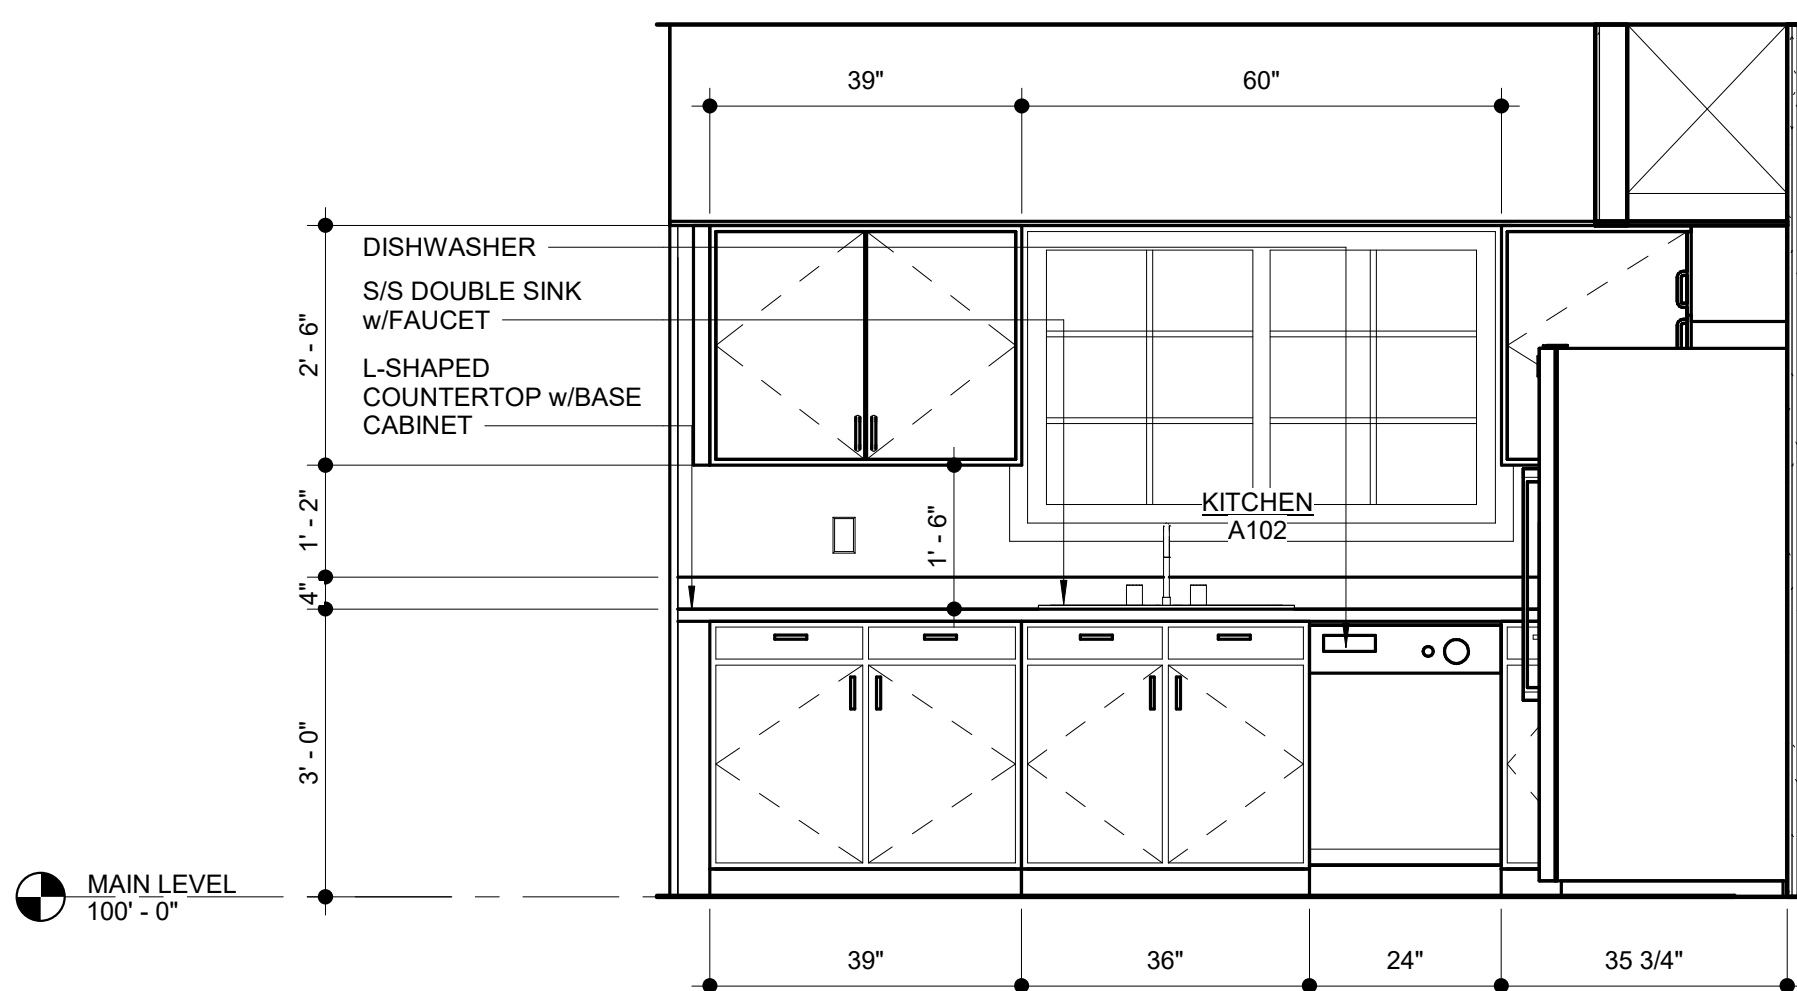 39"
60"
DISHWASHER
S/S DOUBLE SINK
w/FAUCET
L-SHAPED
COUNTERTOP w/BASE
CABINET
2' - 6"
1' - 2"
4"
3' - 0"
1' - 6"
KITCHEN
A102
MAIN LEVEL
100' - 0"
39"
36"
24"
35 3/4"